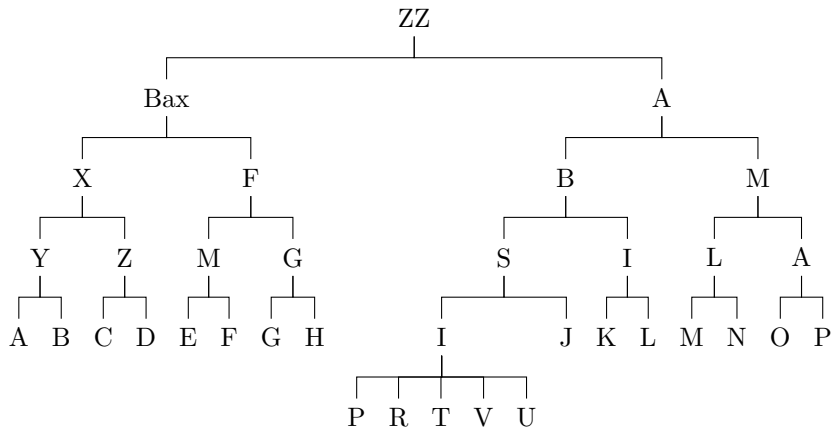 ZZ
Bax A
X F B M
Y Z M G S I L A
A B C D E F G H I J K L M N O P
P R T V U